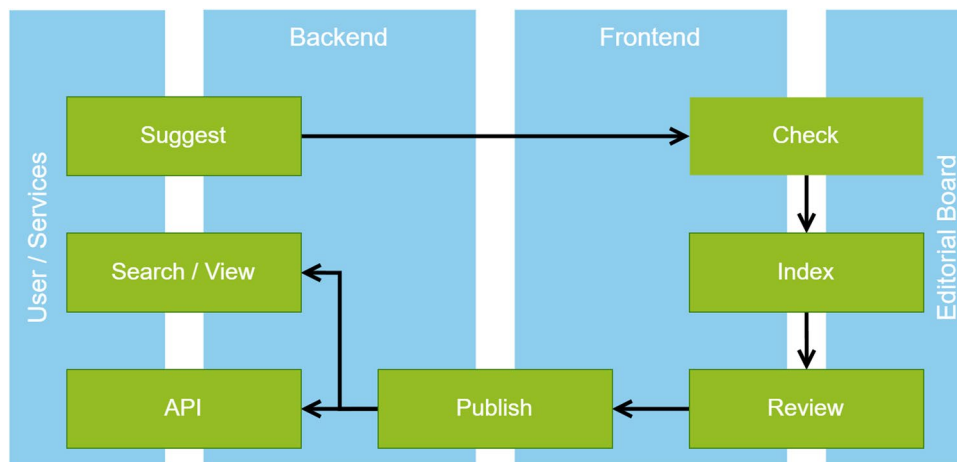 Backend
Frontend
User / Services
Editorial Board
Suggest
Check
Search / View
Index
API
Publish
Review